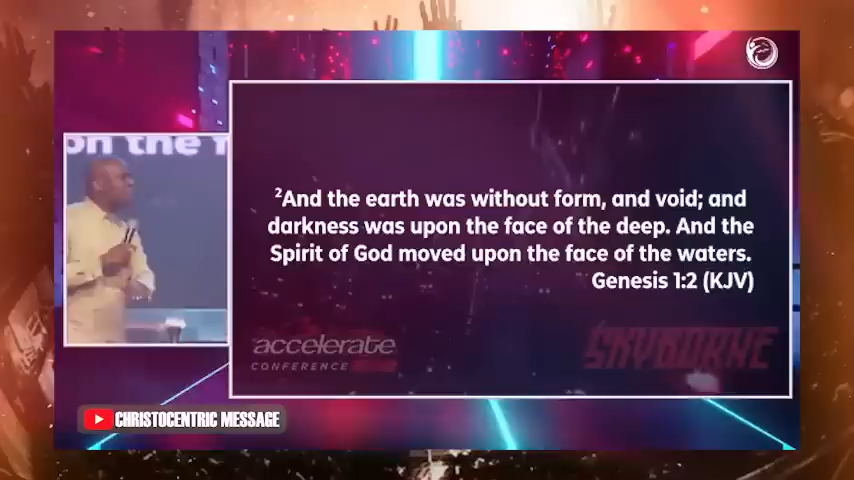 on the f
²And the earth was without form, and void; and
darkness was upon the face of the deep. And the
Spirit of God moved upon the face of the waters.
Genesis 1:2 (KJV)
accelerate
CONFERENCE
SKYBORNE
CHRISTOCENTRIC MESSAGE